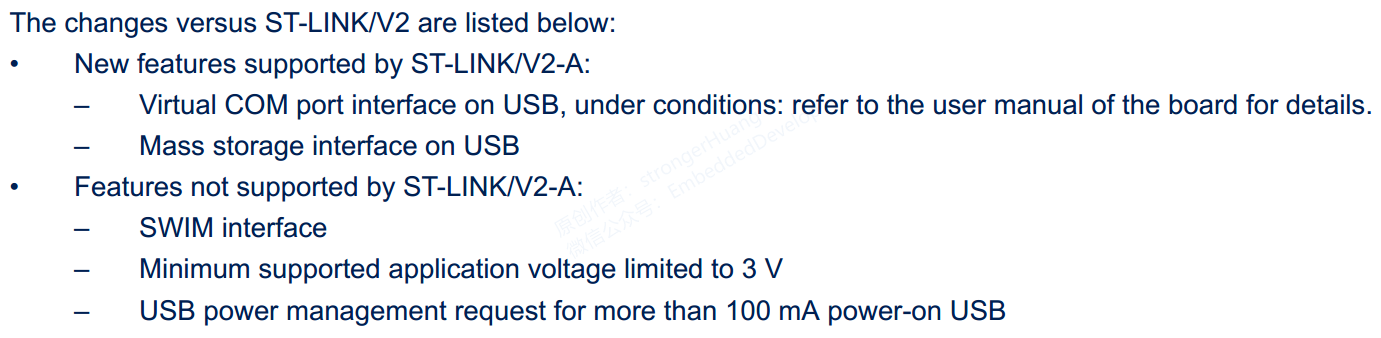 The changes versus ST-LINK/V2 are listed below:
• New features supported by ST-LINK/V2-A:
– Virtual COM port interface on USB, under conditions: refer to the user manual of the board for details.
– Mass storage interface on USB
• Features not supported by ST-LINK/V2-A:
– SWIM interface
– Minimum supported application voltage limited to 3 V
– USB power management request for more than 100 mA power-on USB
原创作者：strongerHuang
微信公众号：EmbeddedDevelop